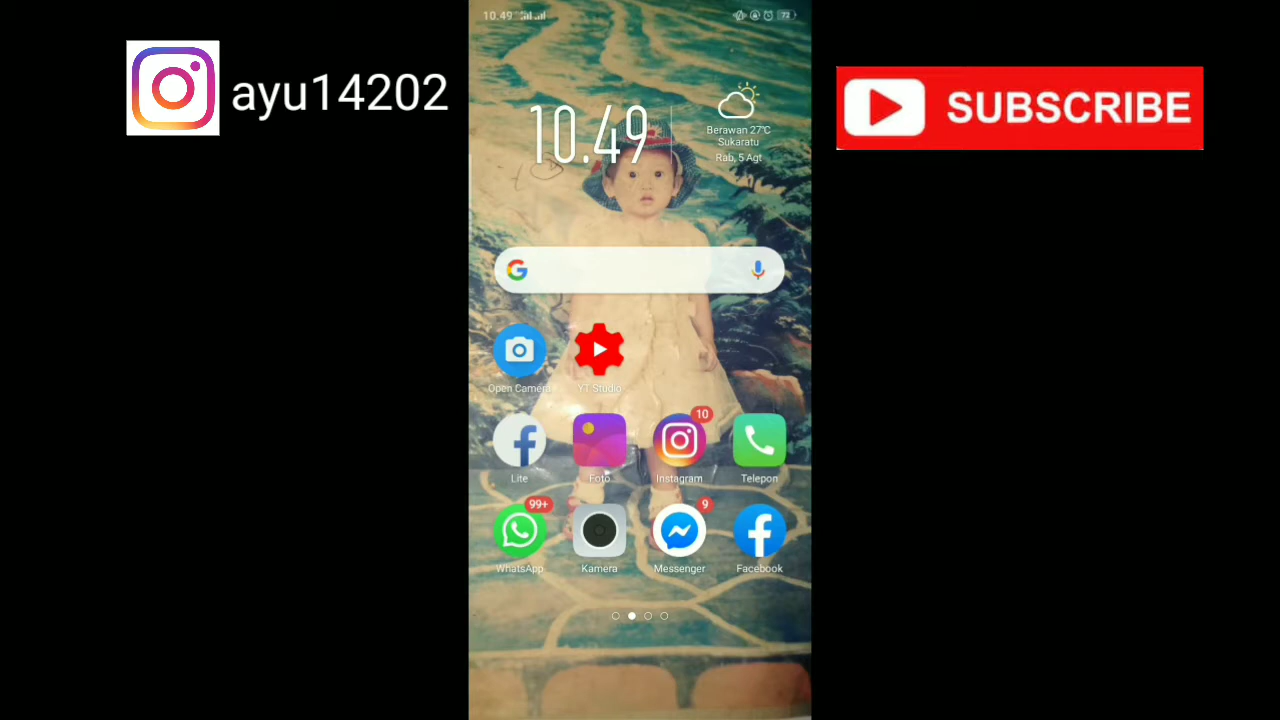 10.49
72
ayu14202
SUBSCRIBE
10.49
Berawan 27°C
Sukaratu
Rab, 5 Agt
Open Camera
YT Studio
10
Lite
Foto
Instagram
Telepon
99+
9
WhatsApp
Kamera
Messenger
Facebook